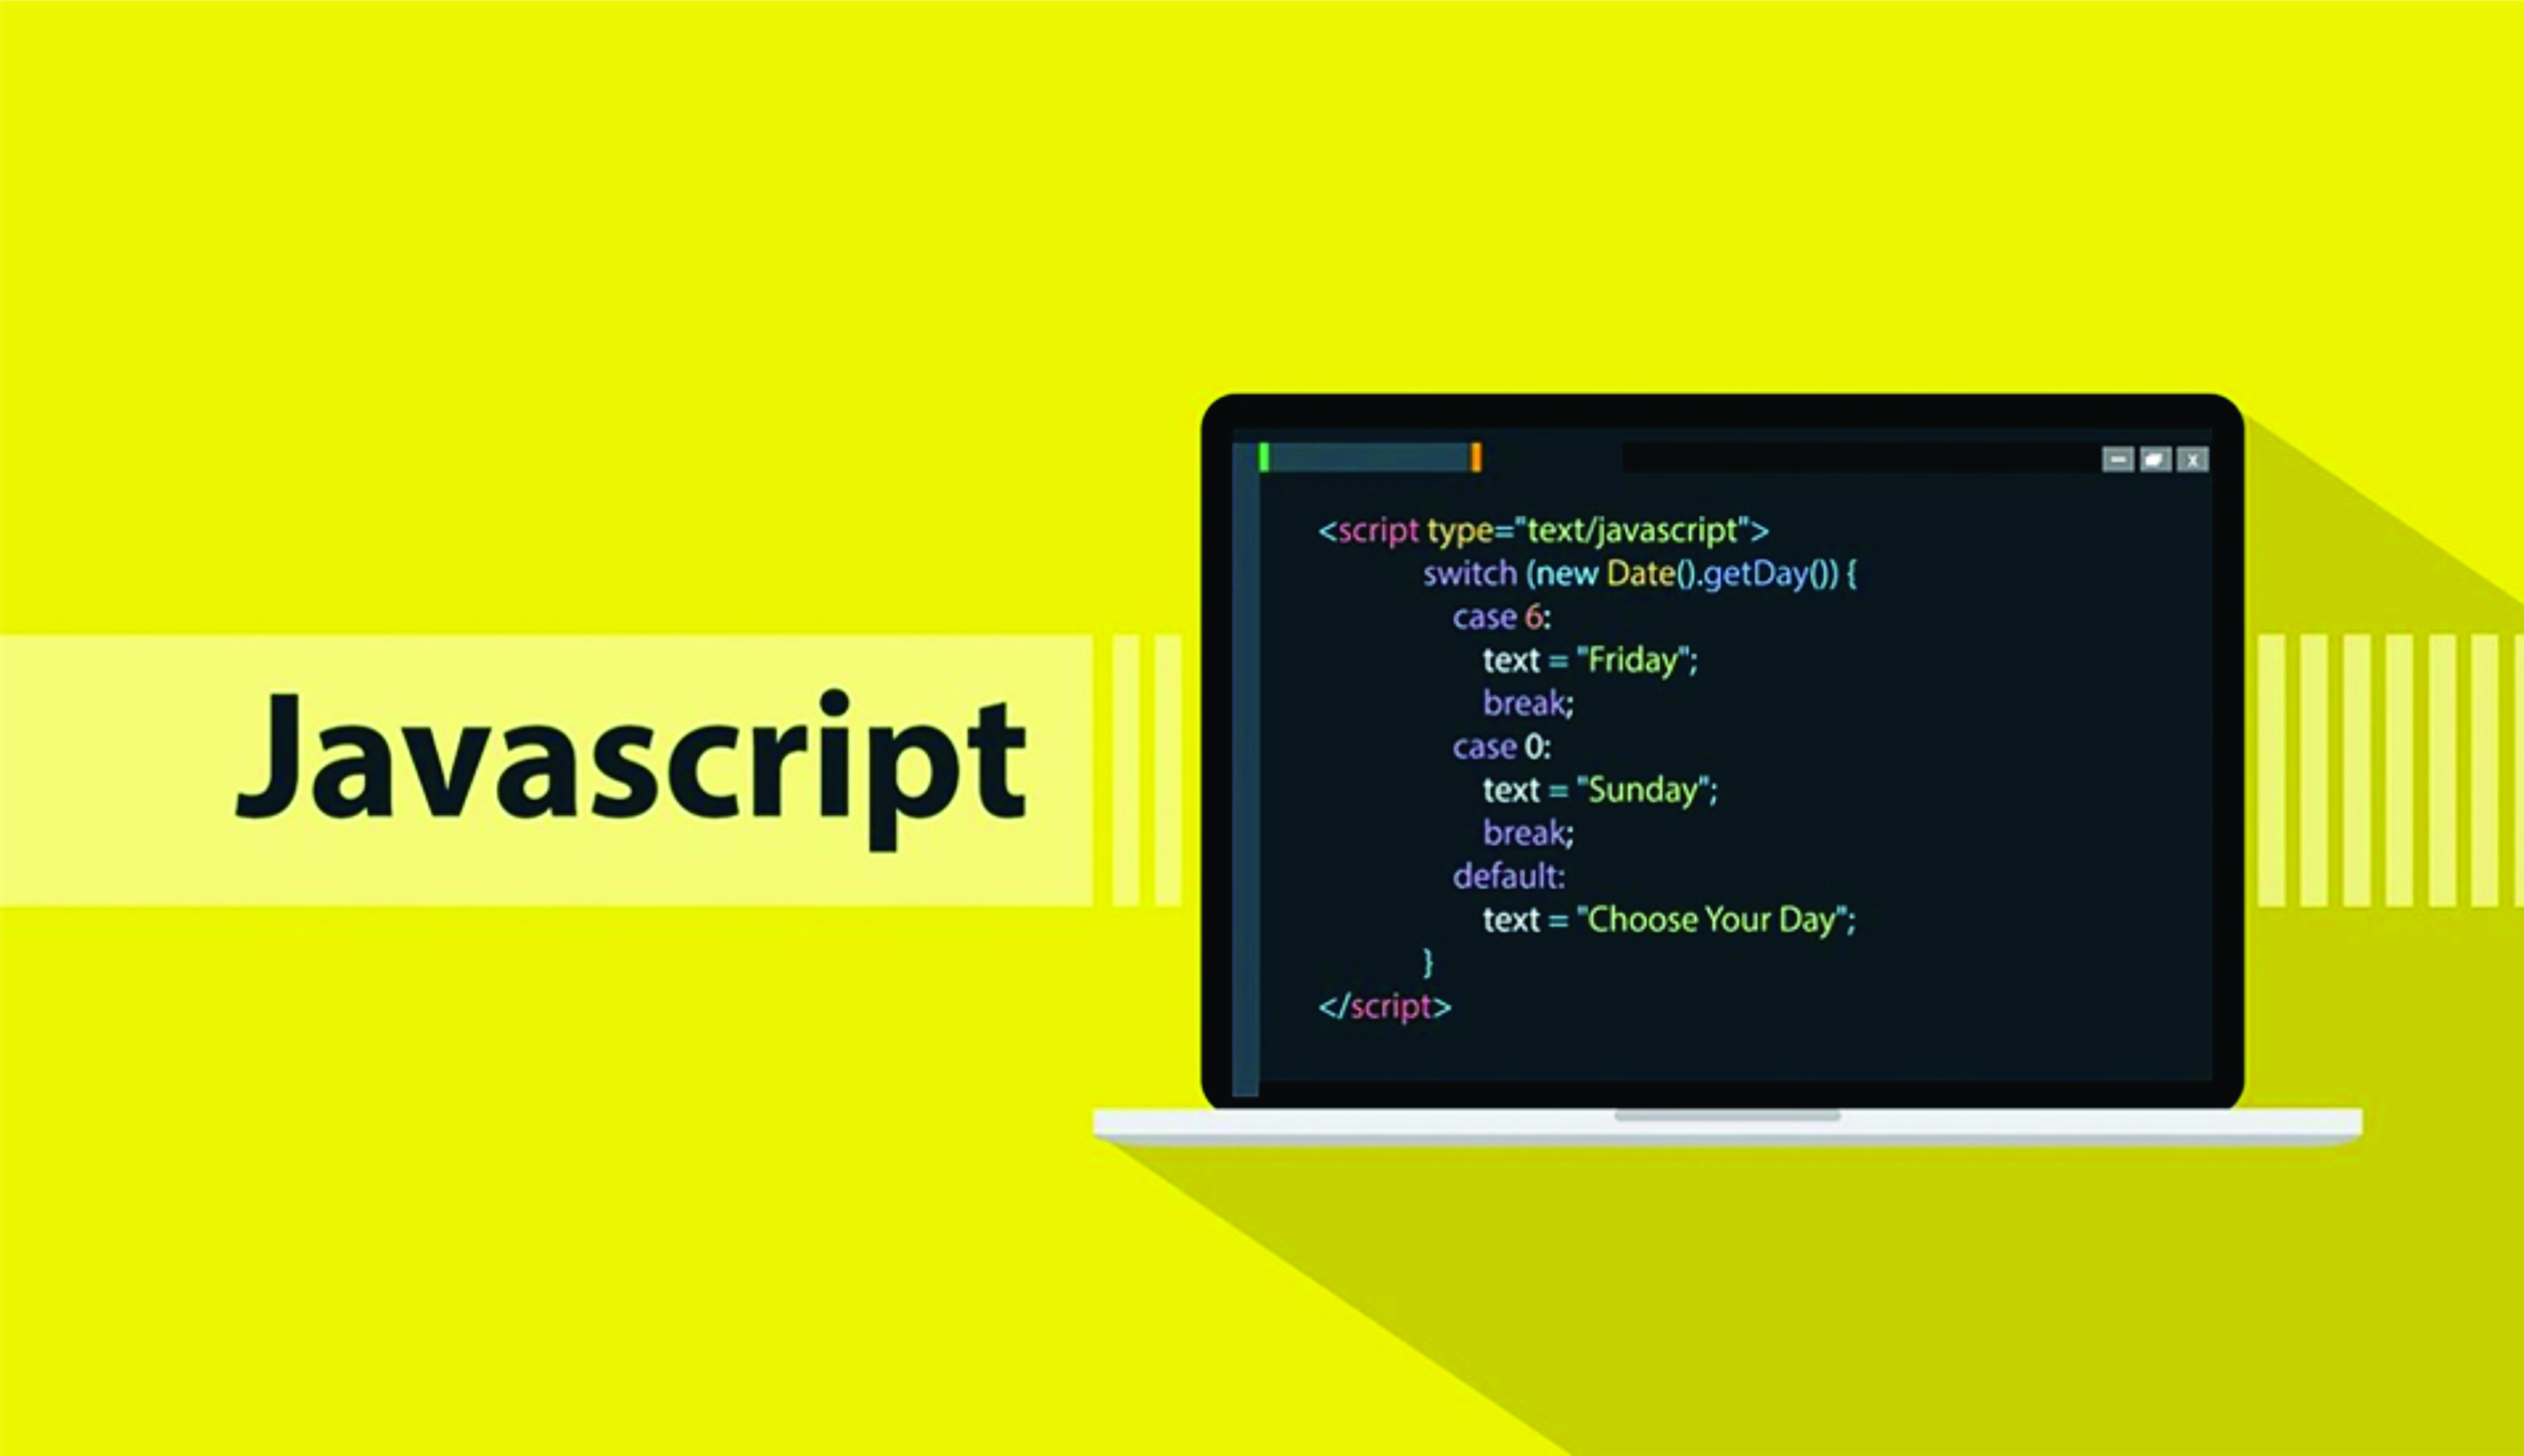 Javascript
<script type="text/javascript">
switch (new Date().getDay()) {
case 6:
text = "Friday";
break;
case 0:
text = "Sunday";
break;
default:
text = "Choose Your Day";
}
</script>